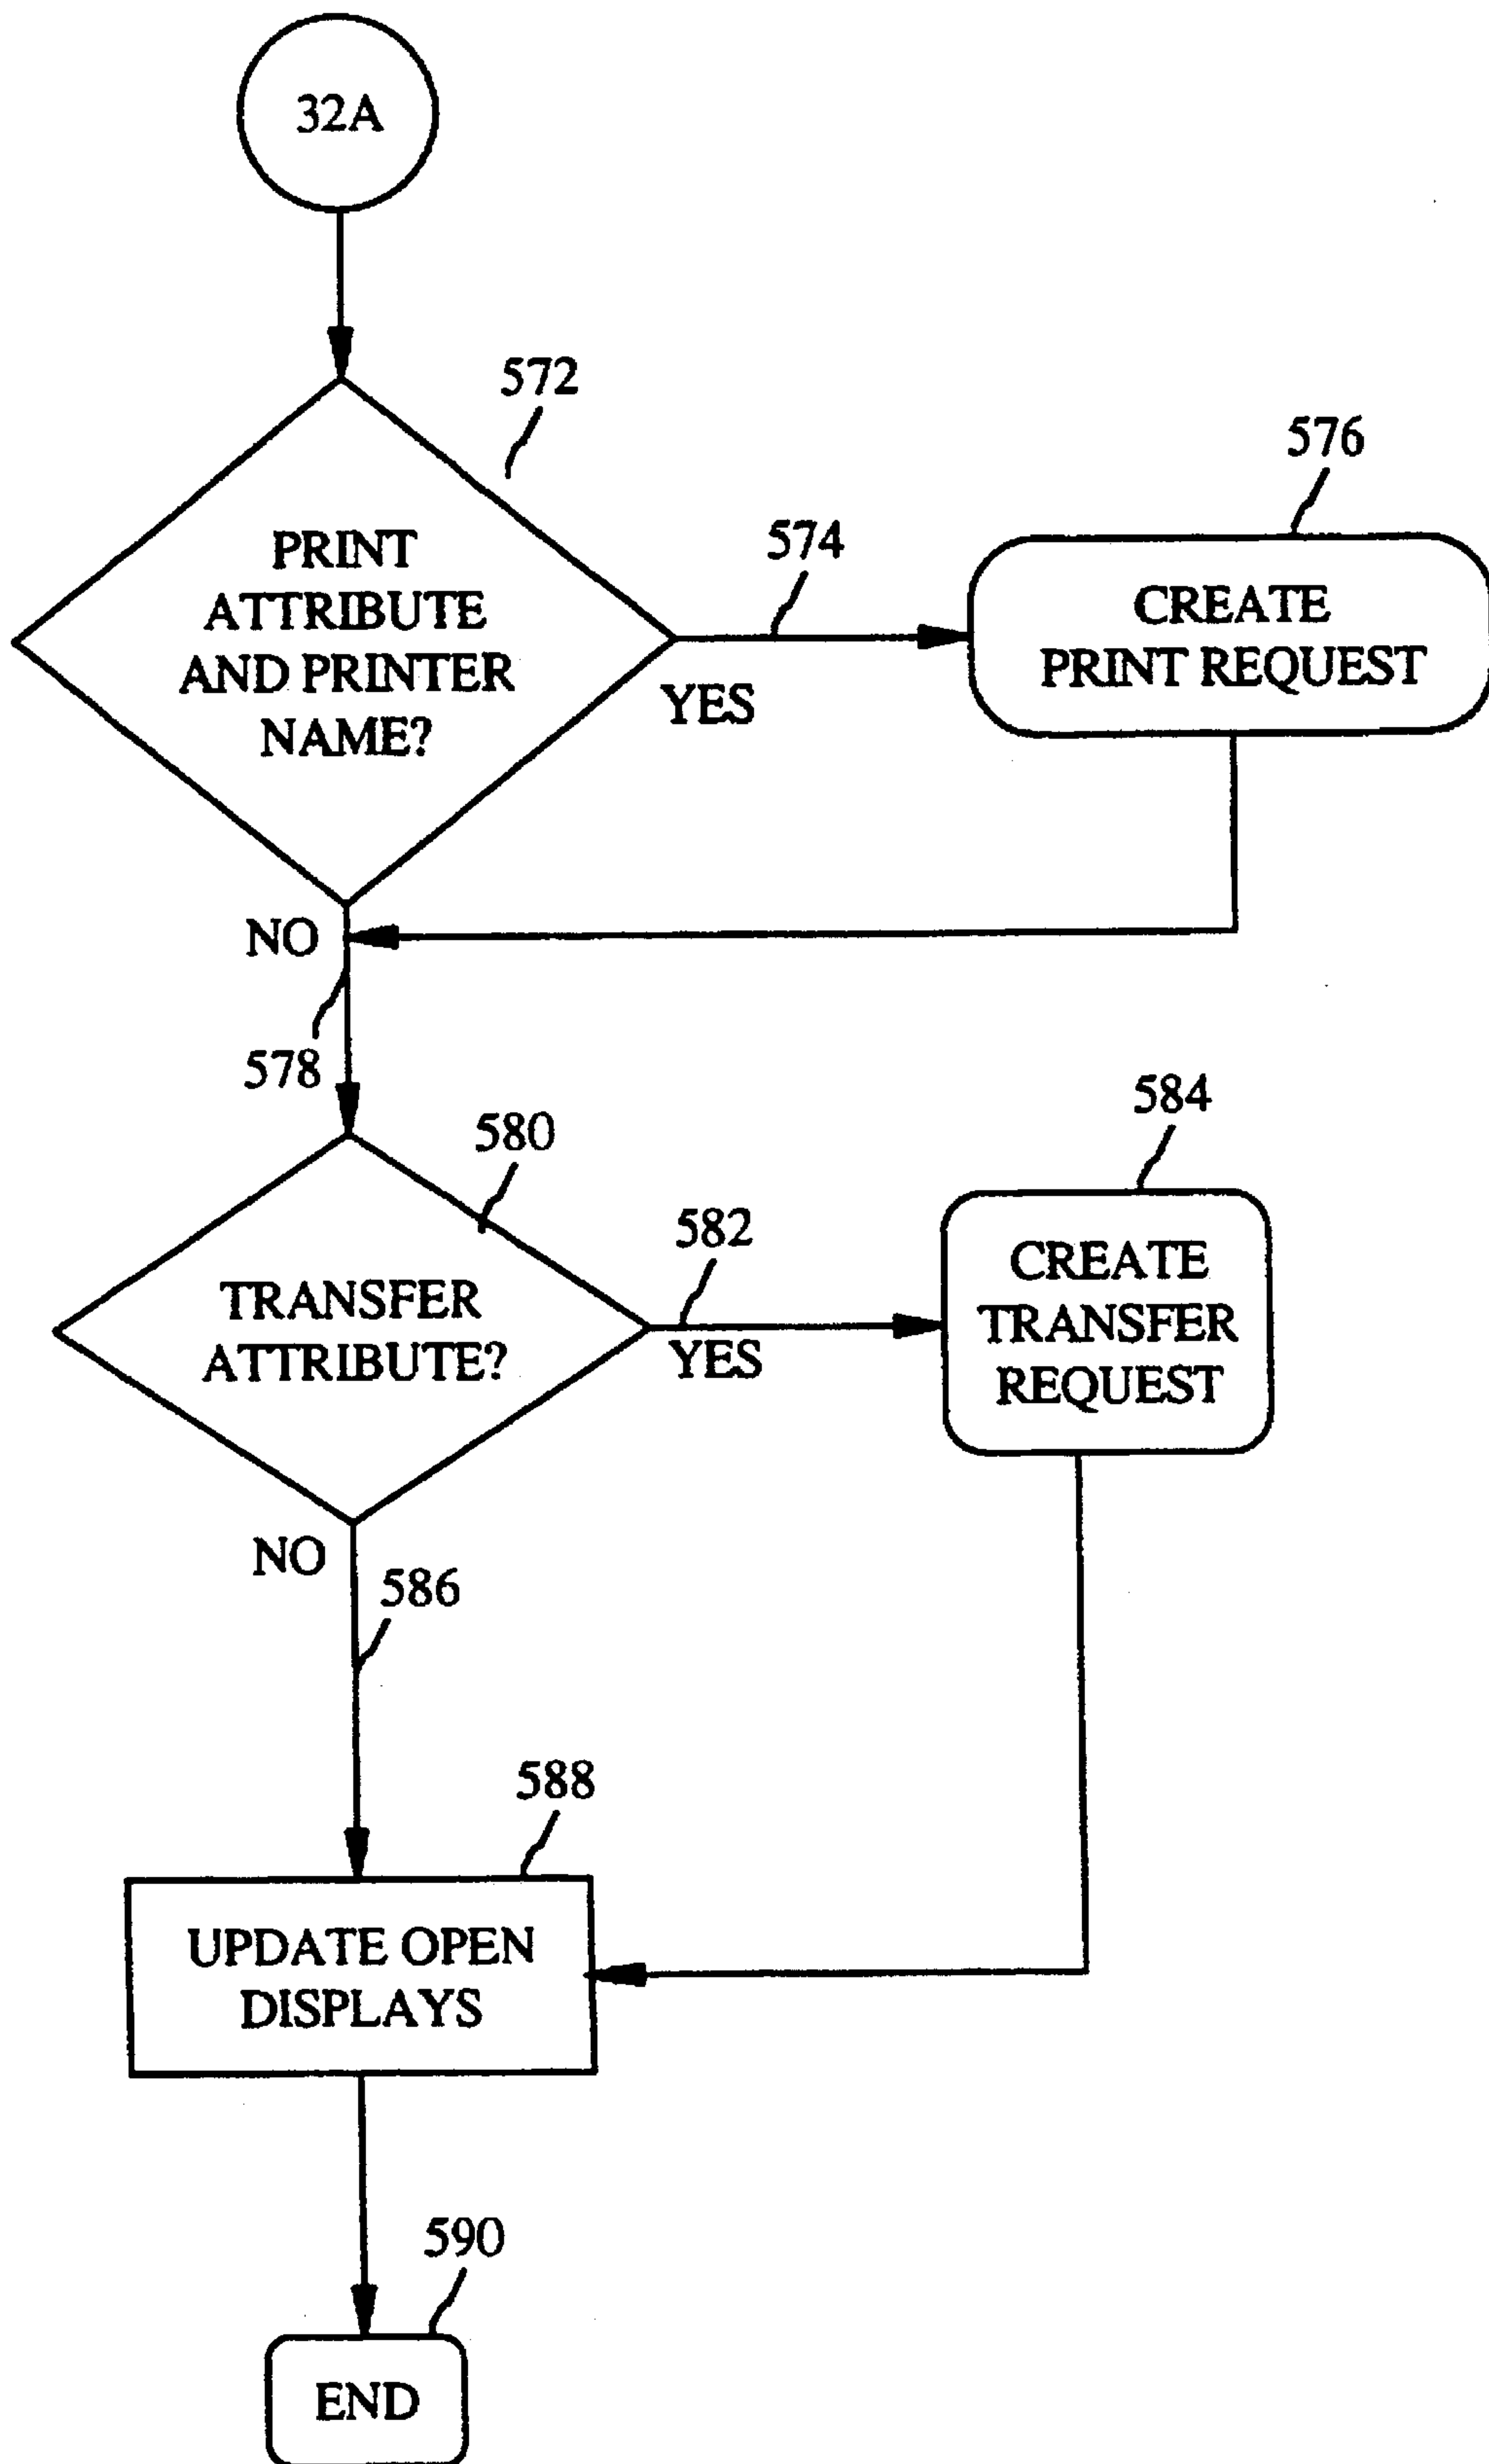 32A
572
PRINT
ATTRIBUTE
AND PRINTER
NAME?
574
YES
576
CREATE
PRINT REQUEST
NO
578
580
TRANSFER
ATTRIBUTE?
582
YES
584
CREATE
TRANSFER
REQUEST
NO
586
588
UPDATE OPEN
DISPLAYS
590
END